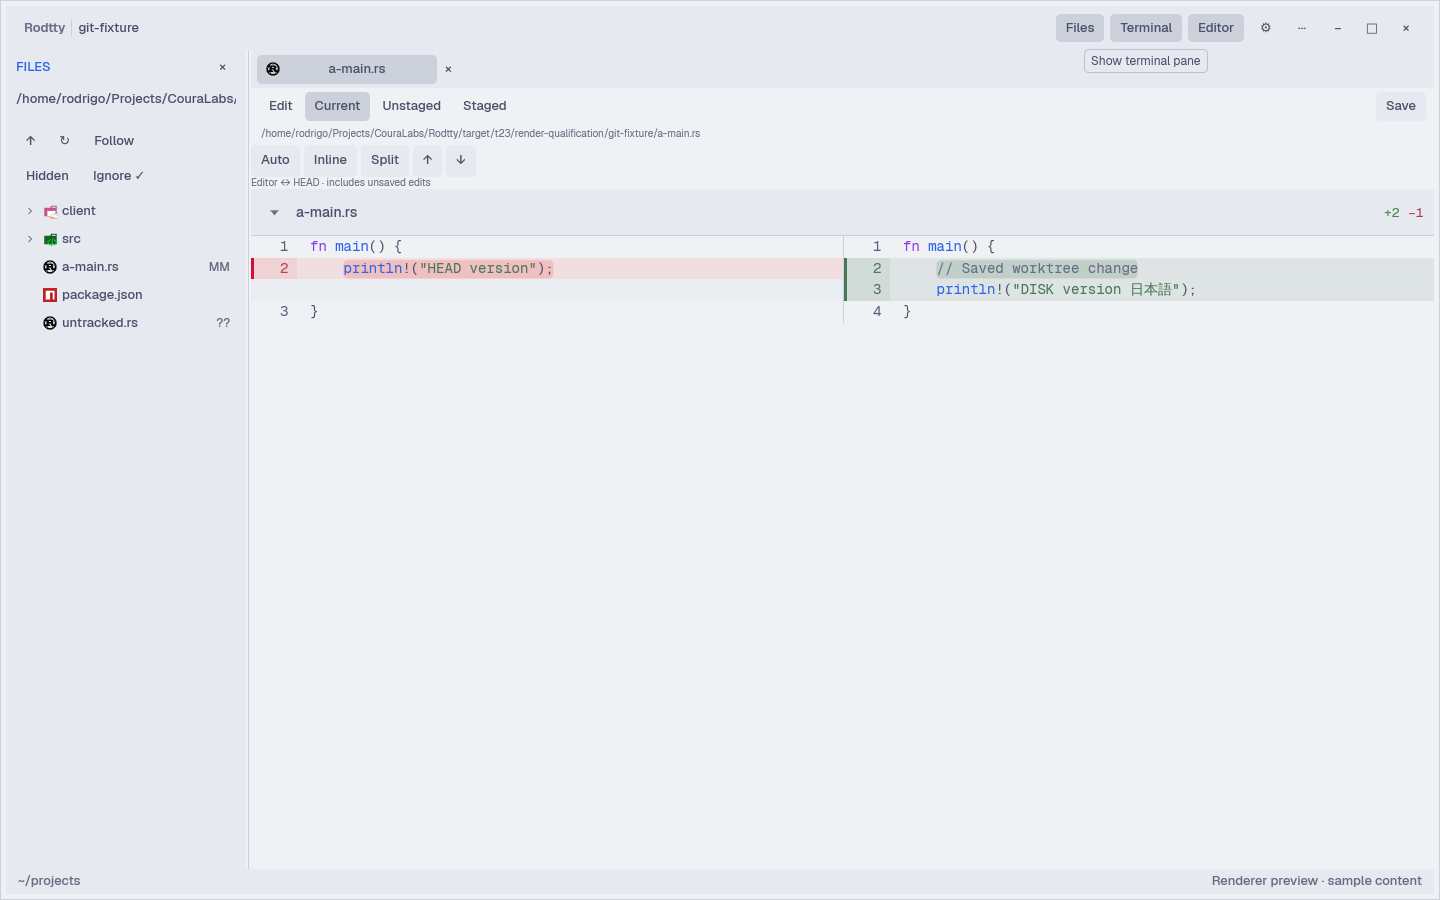 Rodtty git-fixture
Files Terminal Editor ⚙ ··· – □ ×
Show terminal pane
FILES ×
/home/rodrigo/Projects/CouraLabs/
↑ ↻ Follow
Hidden Ignore ✓
› client
› src
a-main.rs MM
package.json
untracked.rs ??
a-main.rs ×
Edit Current Unstaged Staged Save
/home/rodrigo/Projects/CouraLabs/Rodtty/target/t23/render-qualification/git-fixture/a-main.rs
Auto Inline Split ↑ ↓
Editor ↔ HEAD · includes unsaved edits
a-main.rs +2 −1
1 fn main() {
2 println!("HEAD version");
3 }
1 fn main() {
2 // Saved worktree change
3 println!("DISK version 日本語");
4 }
~/projects Renderer preview · sample content